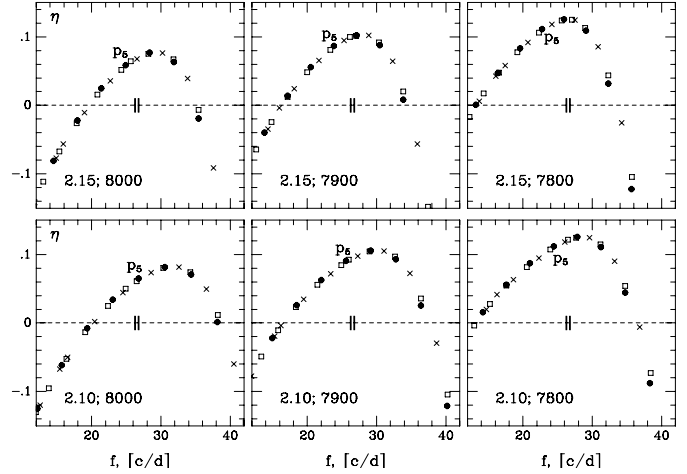 η
.1
p5
0
-.1
2.15; 8000
p5
2.15; 7900
p5
2.15; 7800
η
.1
p5
0
-.1
2.10; 8000
p5
2.10; 7900
p5
2.10; 7800
20 30 40 20 30 40 20 30 40
f, [c/d] f, [c/d] f, [c/d]